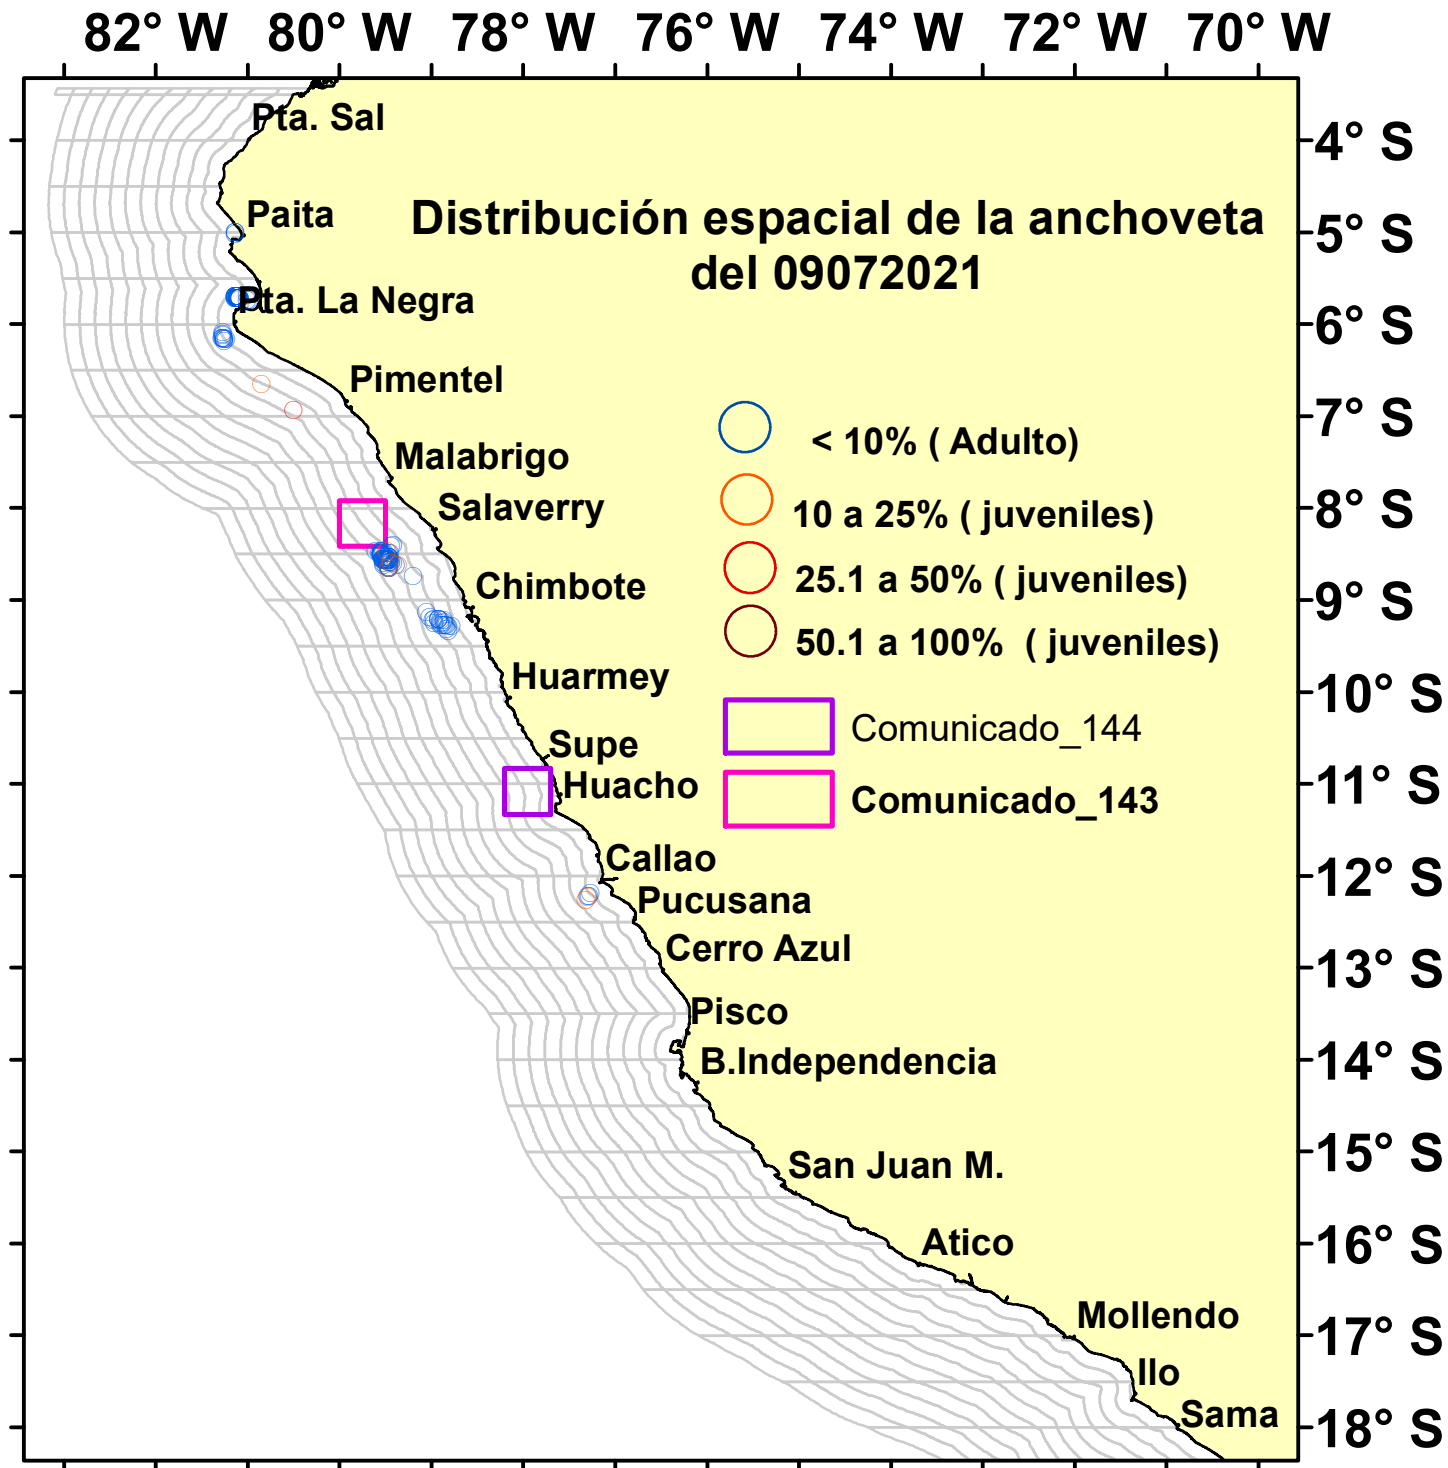 82° W 80° W 78° W 76° W 74° W 72° W 70° W
Pta. Sal
4° S
Paita
Distribución espacial de la anchoveta
5° S
del 09072021
Pta. La Negra
6° S
Pimentel
7° S
< 10% ( Adulto)
Malabrigo
Salaverry
8° S
10 a 25% ( juveniles)
25.1 a 50% ( juveniles)
Chimbote
9° S
50.1 a 100% ( juveniles)
Huarmey
10° S
Comunicado_144
Supe
Huacho
11° S
Comunicado_143
Callao
12° S
Pucusana
Cerro Azul
13° S
Pisco
B.Independencia
14° S
San Juan M.
15° S
Atico
16° S
Mollendo
17° S
Ilo
Sama
18° S